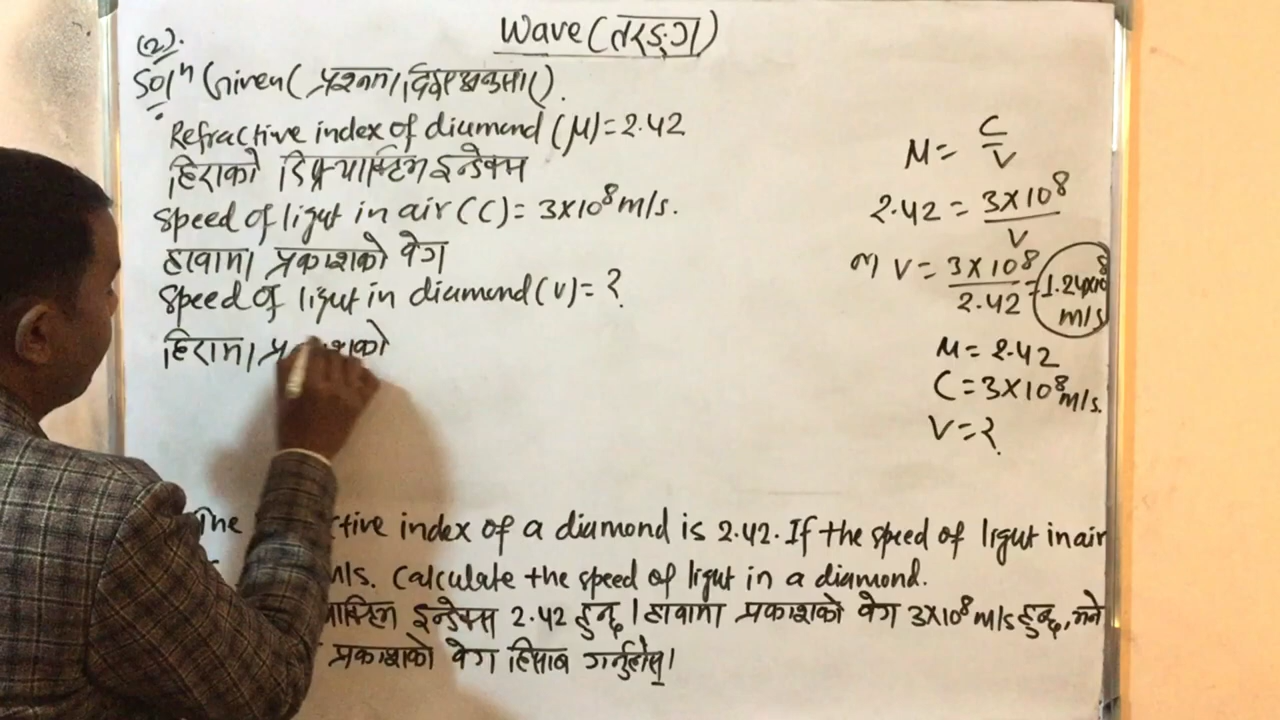 Wave (तरङ्ग)
(2).
Solⁿ Given (प्रश्नमा दिइए अनुसार).
Refractive index of diamond (μ) = 2.42
हिराको रिफ्र्याक्टिभ इन्डेक्स
Speed of light in air (C) = 3×10⁸ m/s.
हावामा प्रकाशको वेग
Speed of light in diamond (v) = ?
हिरामा प्रकाशको
μ = C/V
2.42 = 3×10⁸/V
or V = 3×10⁸/2.42 = 1.24×10⁸ m/s
μ = 2.42
C = 3×10⁸ m/s.
V = ?
The ctive index of a diamond is 2.42. If the speed of light in air
m/s. Calculate the speed of light in a diamond.
इन्डेक्स 2.42 हुन्छ । हावामा प्रकाशको वेग 3×10⁸ m/s हुन्छ, भने
प्रकाशको वेग हिसाब गर्नुहोस् ।